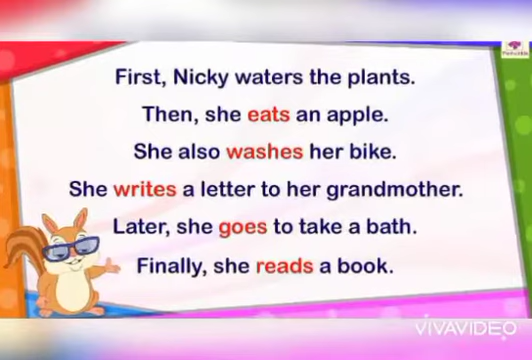 First, Nicky waters the plants.
Then, she eats an apple.
She also washes her bike.
She writes a letter to her grandmother.
Later, she goes to take a bath.
Finally, she reads a book.
VIVAVIDEO